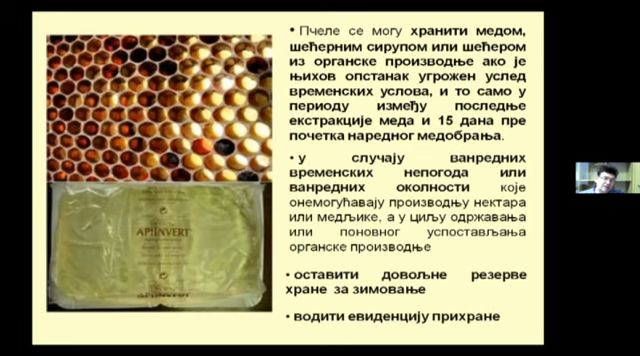 • Пчеле се могу хранити медом,
шећерним сирупом или шећером
из органске производње ако је
њихов опстанак угрожен услед
временских услова, и то само у
периоду између последње
екстракције меда и 15 дана пре
почетка наредног медобрања.
• у случају ванредних
временских непогода или
ванредних околности које
онемогућавају производњу нектара
или медљике, а у циљу одржавања
или поновног успостављања
органске производње
• оставити довољне резерве
хране за зимовање
• водити евиденцију прихране
APIINVERT